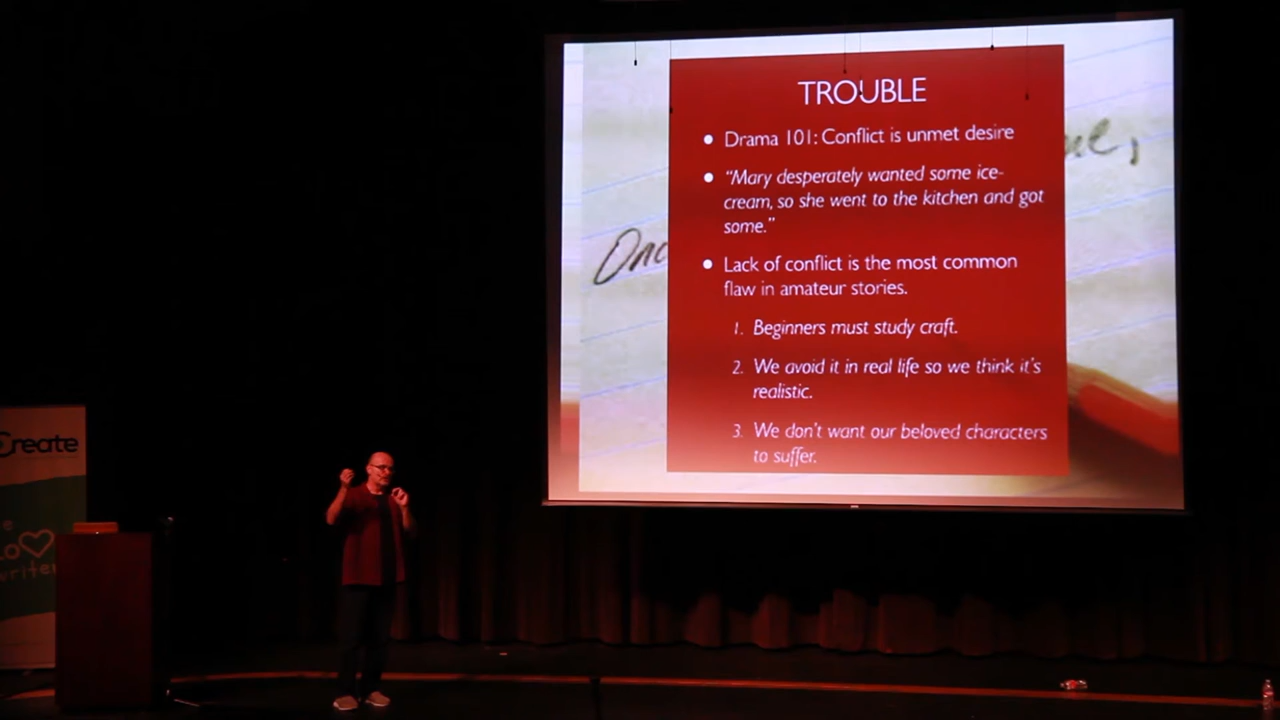 TROUBLE
• Drama 101: Conflict is unmet desire
• "Mary desperately wanted some ice-
cream, so she went to the kitchen and got
some."
• Lack of conflict is the most common
flaw in amateur stories.
1. Beginners must study craft.
2. We avoid it in real life so we think it's
realistic.
3. We don't want our beloved characters
to suffer.
Create